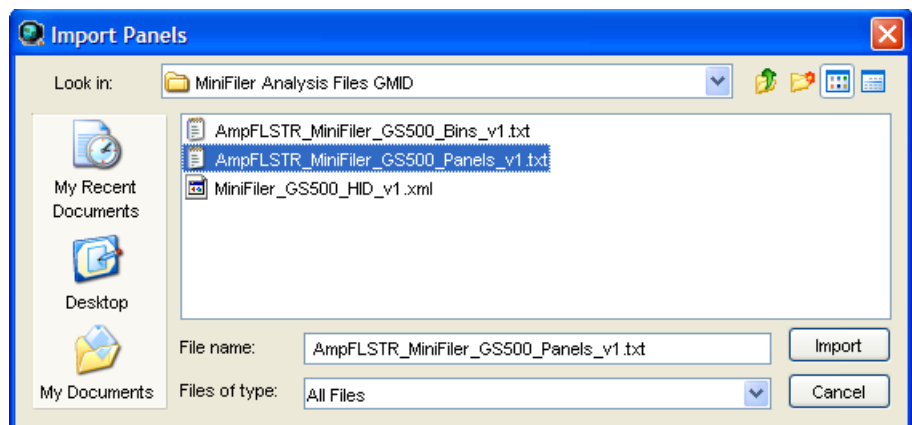 Import Panels
Look in:
MiniFiler Analysis Files GMID
My Recent
Documents
Desktop
My Documents
AmpFLSTR_MiniFiler_GS500_Bins_v1.txt
AmpFLSTR_MiniFiler_GS500_Panels_v1.txt
MiniFiler_GS500_HID_v1.xml
File name:
AmpFLSTR_MiniFiler_GS500_Panels_v1.txt
Import
Files of type:
All Files
Cancel